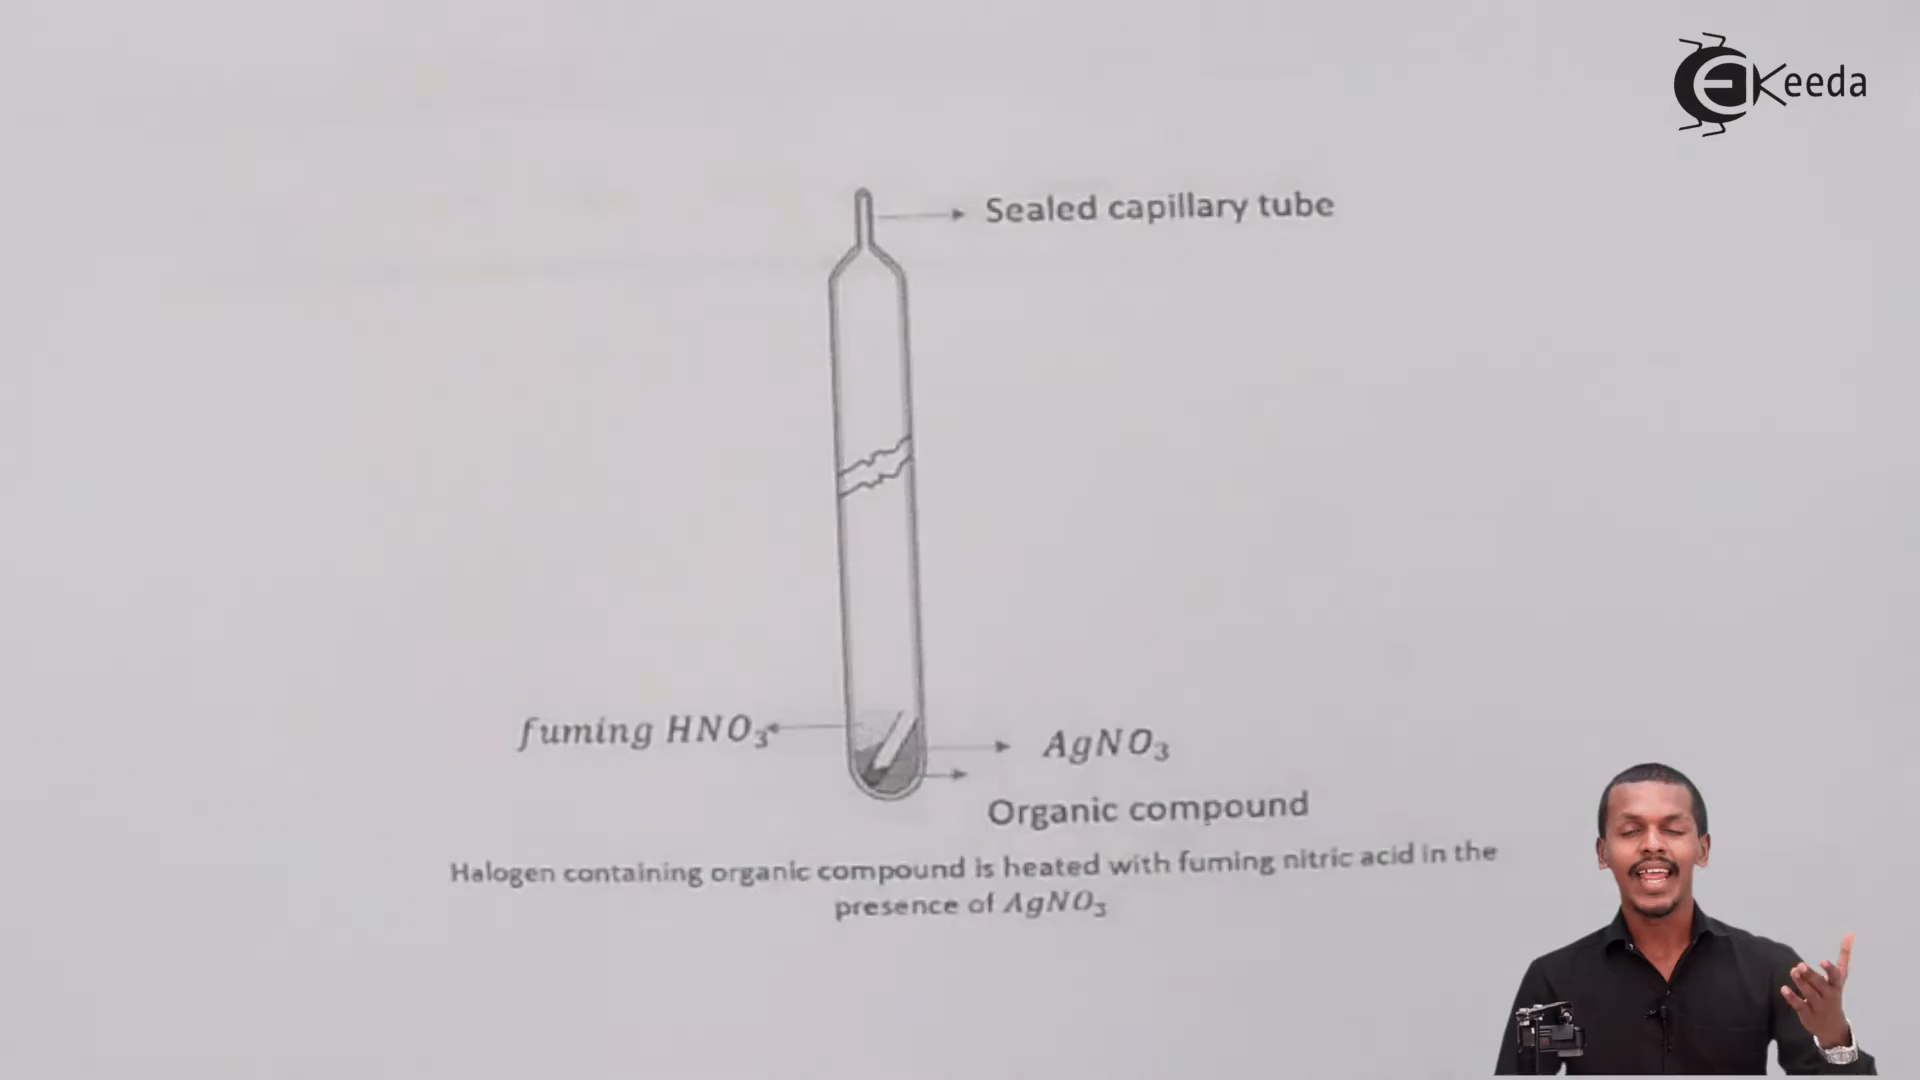 EKeeda
Sealed capillary tube
fuming HNO₃
AgNO₃
Organic compound
Halogen containing organic compound is heated with fuming nitric acid in the
presence of AgNO₃